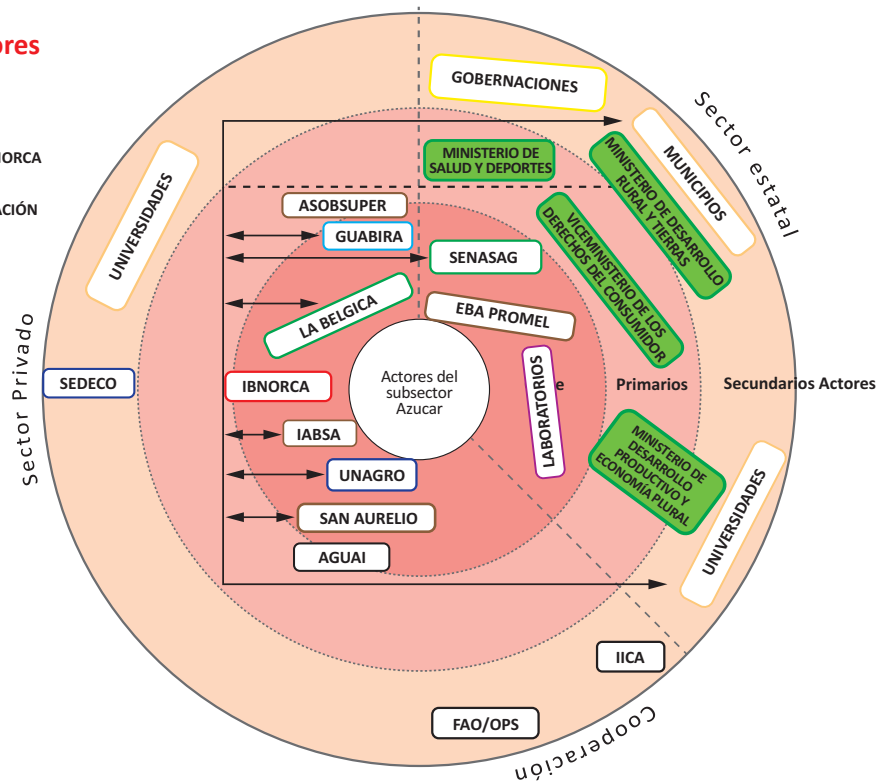 ores
NORCA
ACIÓN
GOBERNACIONES
Sector estatal
MUNICIPIOS
MINISTERIO DE
SALUD Y DEPORTES
MINISTERIO DE DESARROLLO
RURAL Y TIERRAS
UNIVERSIDADES
ASOBSUPER
GUABIRA
SENASAG
VICEMINISTERIO DE LOS
DERECHOS DEL CONSUMIDOR
LA BELGICA
EBA PROMEL
Sector Privado
SEDECO
IBNORCA
Actores del
subsector
Azucar
LABORATORIOS
e
Primarios
Secundarios Actores
IABSA
MINISTERIO DE
DESARROLLO
PRODUCTIVO Y
ECONOMÍA PLURAL
UNAGRO
UNIVERSIDADES
SAN AURELIO
AGUAI
IICA
FAO/OPS
Cooperación